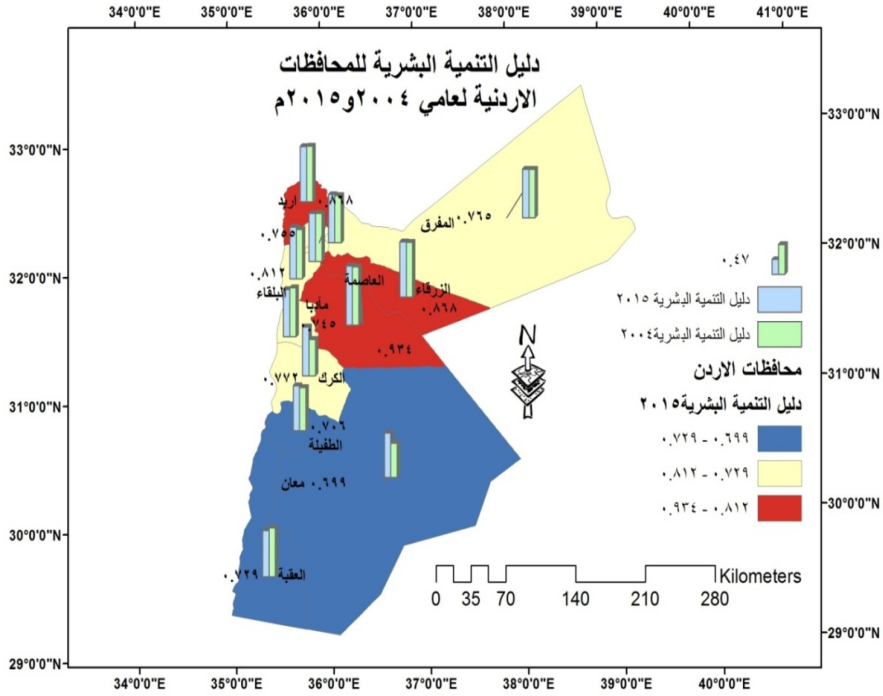 34°0'0"E 35°0'0"E 36°0'0"E 37°0'0"E 38°0'0"E 39°0'0"E 40°0'0"E 41°0'0"E
دليل التنمية البشرية للمحافظات
الاردنية لعامي ٢٠٠٤و٢٠١٥م
33°0'0"N
33°0'0"N
اربد ٠.٨٦٨
٠.٧٦٥ المفرق
٠.٧٥٥
32°0'0"N
32°0'0"N
٠.٨١٢
البلقاء
العاصمة
الزرقاء
٠.٨٦٨
مادبا
٠.٧٤٥
٠.٩٣٤
٠.٧٧٢ الكرك
31°0'0"N
31°0'0"N
٠.٧٠٦
الطفيلة
معان ٠.٦٩٩
30°0'0"N
30°0'0"N
٠.٧٢٩ العقبة
29°0'0"N
29°0'0"N
٠.٤٧
دليل التنمية البشرية ٢٠١٥
دليل التنمية البشرية٢٠٠٤
N
محافظات الاردن
دليل التنمية البشرية٢٠١٥
٠.٦٩٩ - ٠.٧٢٩
٠.٧٢٩ - ٠.٨١٢
٠.٨١٢ - ٠.٩٣٤
Kilometers
0 35 70 140 210 280
34°0'0"E 35°0'0"E 36°0'0"E 37°0'0"E 38°0'0"E 39°0'0"E 40°0'0"E